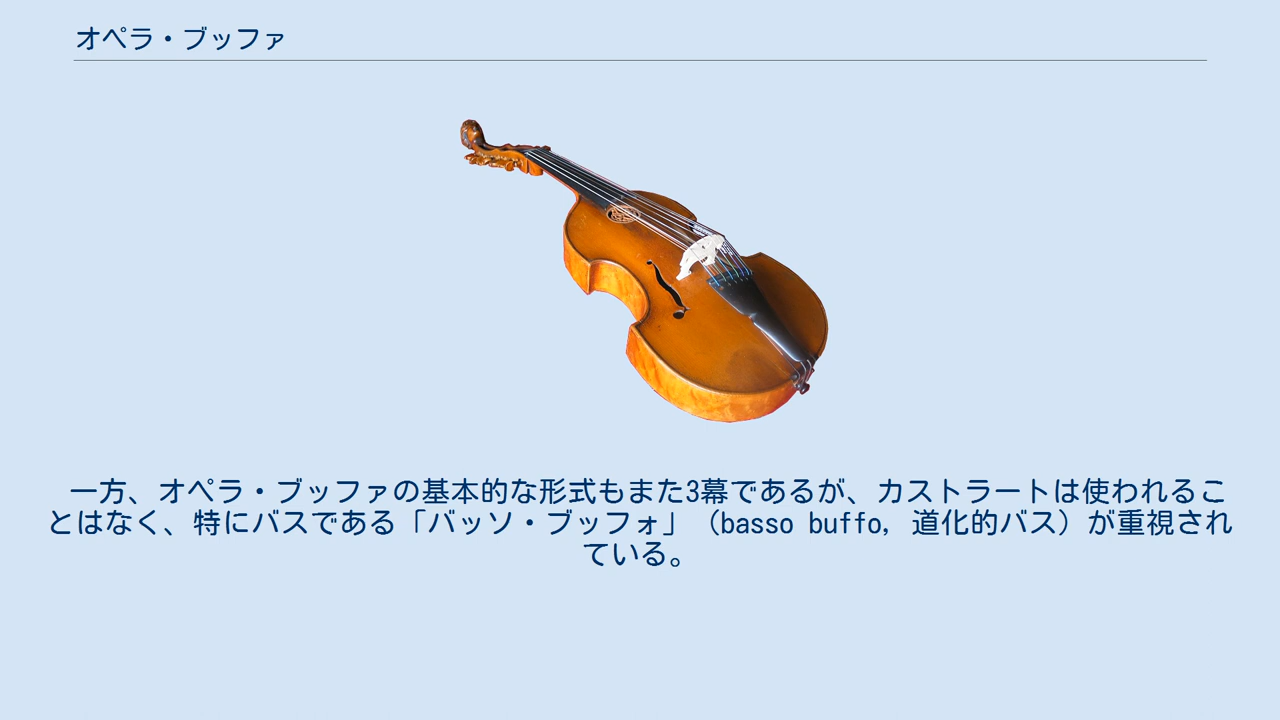 オペラ・ブッファ
一方、オペラ・ブッファの基本的な形式もまた3幕であるが、カストラートは使われるこ
とはなく、特にバスである「バッソ・ブッフォ」（basso buffo, 道化的バス）が重視され
ている。